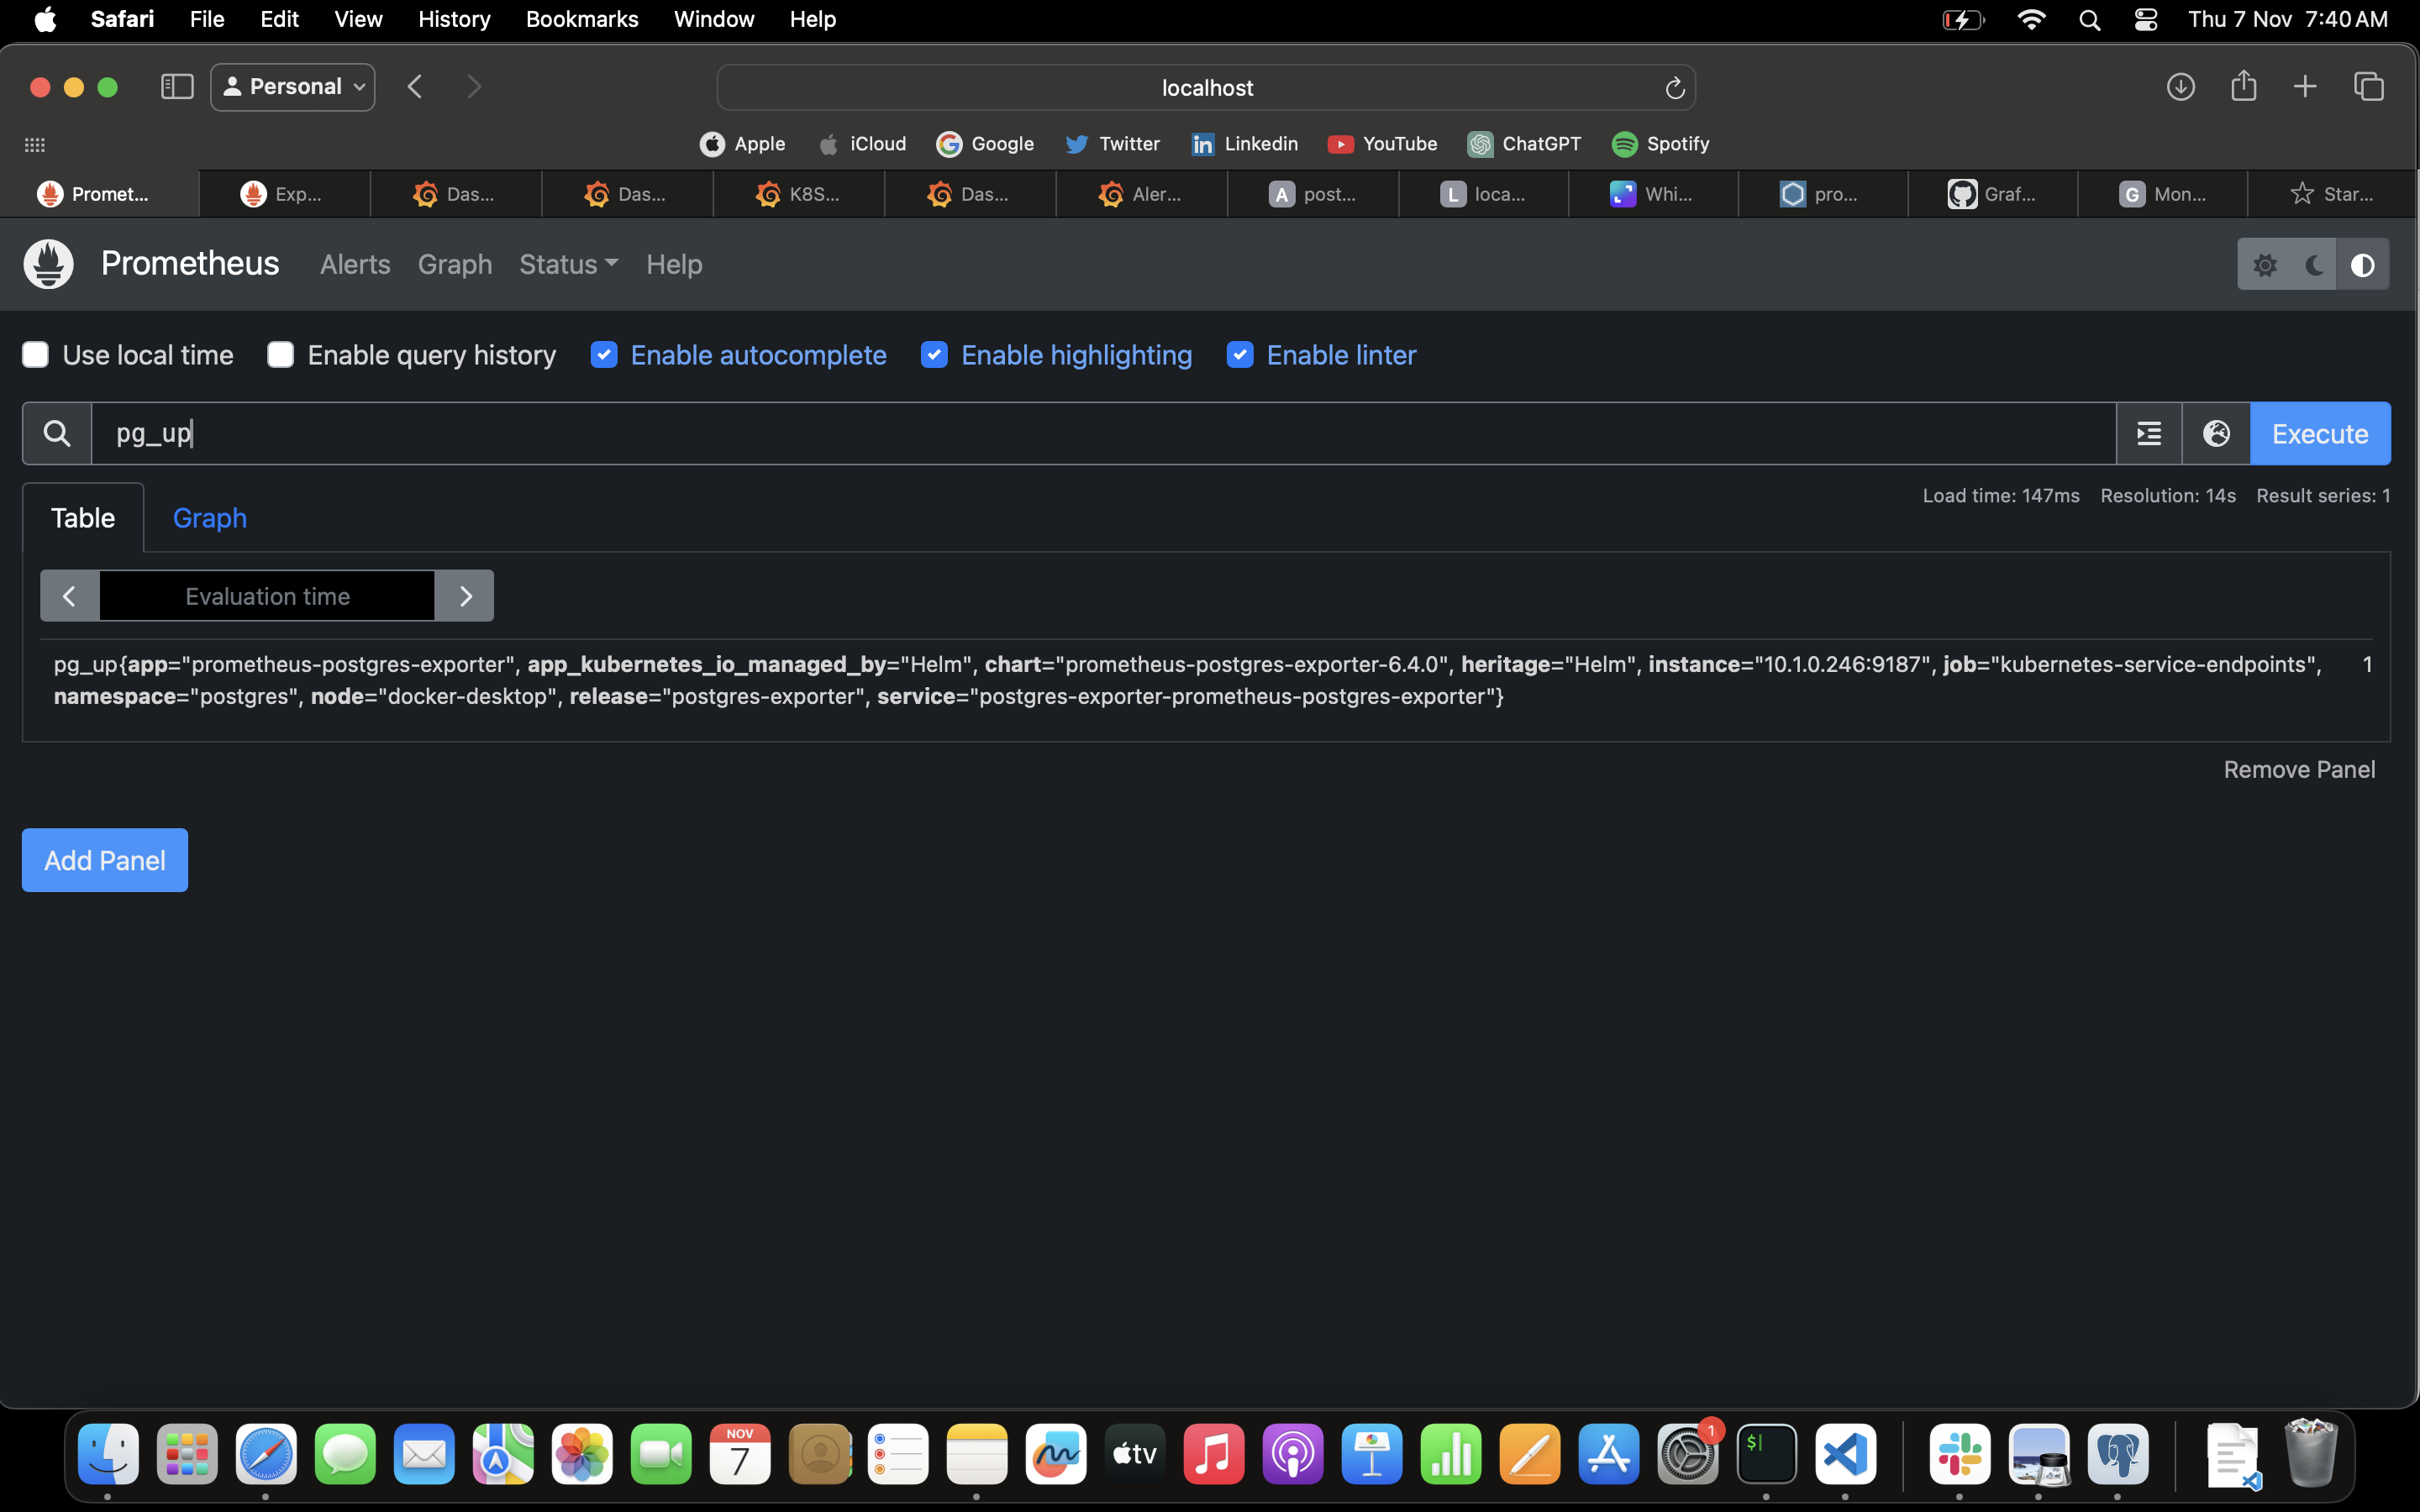 Safari File Edit View History Bookmarks Window Help Thu 7 Nov 7:40 AM
Personal localhost
Apple iCloud Google Twitter Linkedin YouTube ChatGPT Spotify
Promet... Exp... Das... Das... K8S... Das... Aler... A post... L loca... Whi... pro... Graf... G Mon... Star...
Prometheus Alerts Graph Status Help
Use local time Enable query history Enable autocomplete Enable highlighting Enable linter
pg_up Execute
Load time: 147ms Resolution: 14s Result series: 1
Table Graph
Evaluation time
pg_up{app="prometheus-postgres-exporter", app_kubernetes_io_managed_by="Helm", chart="prometheus-postgres-exporter-6.4.0", heritage="Helm", instance="10.1.0.246:9187", job="kubernetes-service-endpoints", 1
namespace="postgres", node="docker-desktop", release="postgres-exporter", service="postgres-exporter-prometheus-postgres-exporter"}
Remove Panel
Add Panel
NOV
7
tv
1
$